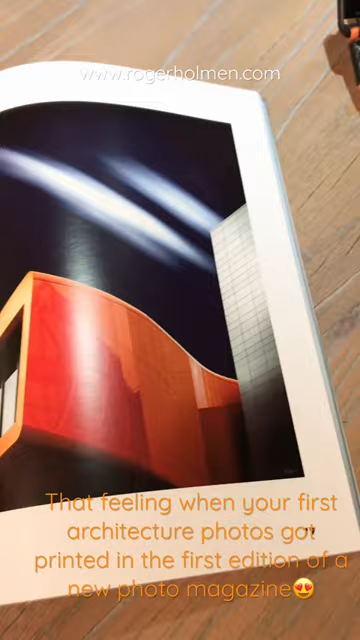 www.rogerholmen.com
That feeling when your first
architecture photos got
printed in the first edition of a
new photo magazine😍